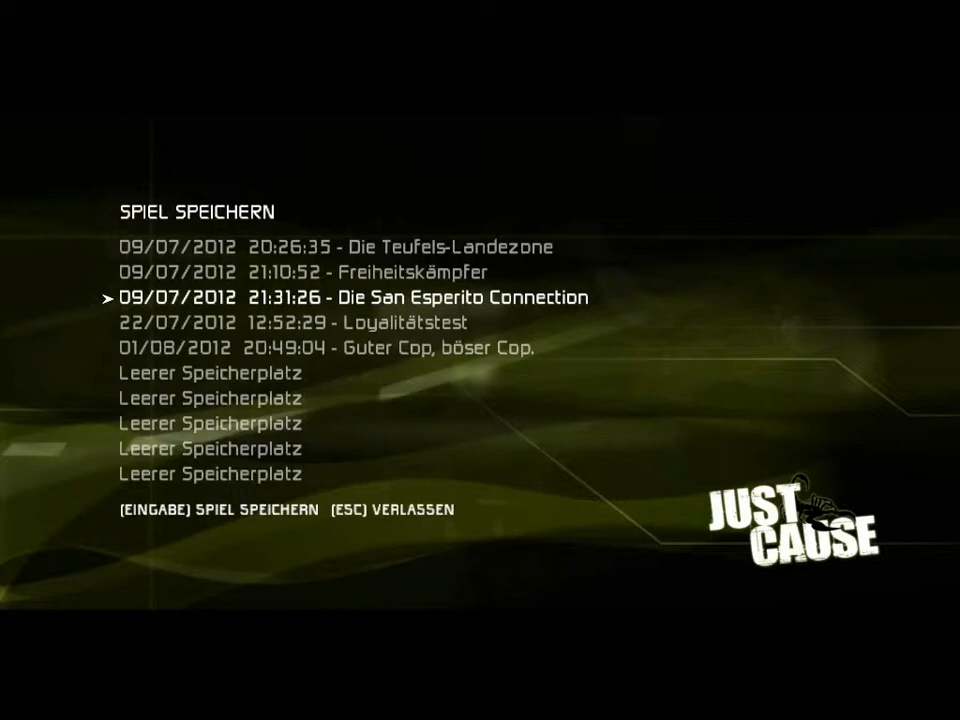 SPIEL SPEICHERN
09/07/2012 20:26:35 - Die Teufels-Landezone
09/07/2012 21:10:52 - Freiheitskämpfer
➤ 09/07/2012 21:31:26 - Die San Esperito Connection
22/07/2012 12:52:29 - Loyalitätstest
01/08/2012 20:49:04 - Guter Cop, böser Cop.
Leerer Speicherplatz
Leerer Speicherplatz
Leerer Speicherplatz
Leerer Speicherplatz
Leerer Speicherplatz
(EINGABE) SPIEL SPEICHERN (ESC) VERLASSEN
JUST
CAUSE